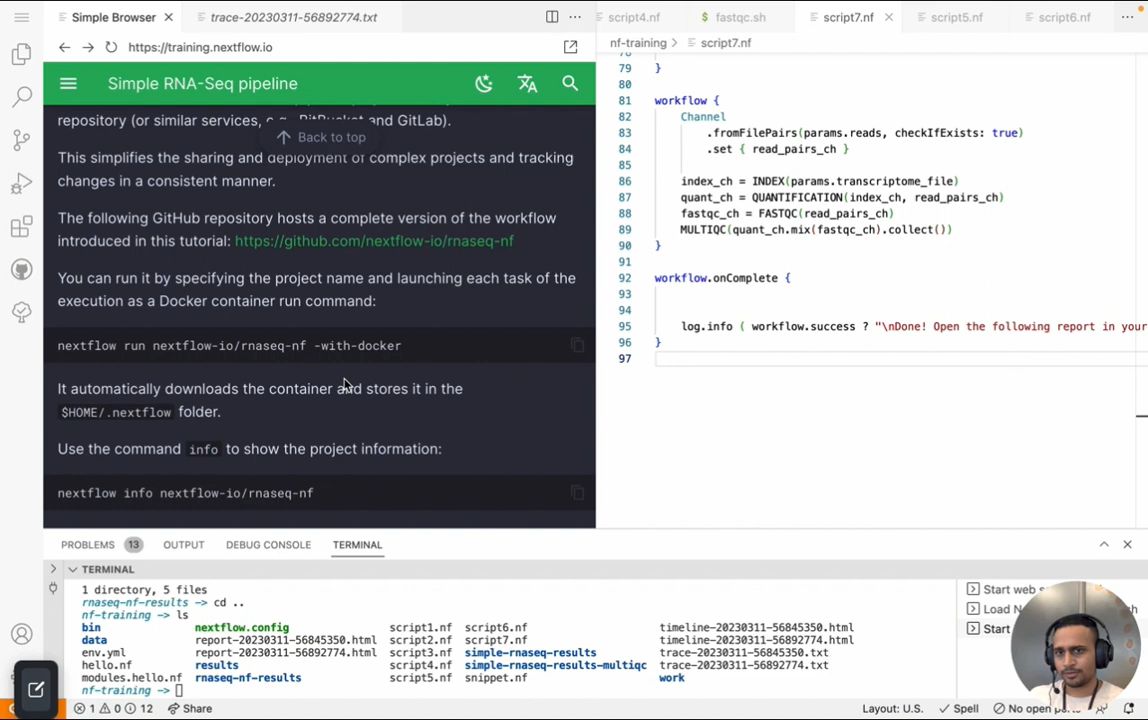 Simple Browser
trace-20230311-56892774.txt
https://training.nextflow.io
Simple RNA-Seq pipeline
repository (or similar services, e.g., BitBucket and GitLab).
Back to top
This simplifies the sharing and deployment of complex projects and tracking
changes in a consistent manner.
The following GitHub repository hosts a complete version of the workflow
introduced in this tutorial: https://github.com/nextflow-io/rnaseq-nf
You can run it by specifying the project name and launching each task of the
execution as a Docker container run command:
nextflow run nextflow-io/rnaseq-nf -with-docker
It automatically downloads the container and stores it in the
$HOME/.nextflow folder.
Use the command info to show the project information:
nextflow info nextflow-io/rnaseq-nf
script4.nf
$ fastqc.sh
script7.nf
script5.nf
script6.nf
nf-training > script7.nf
79 }
80
81 workflow {
82 Channel
83 .fromFilePairs(params.reads, checkIfExists: true)
84 .set { read_pairs_ch }
85
86 index_ch = INDEX(params.transcriptome_file)
87 quant_ch = QUANTIFICATION(index_ch, read_pairs_ch)
88 fastqc_ch = FASTQC(read_pairs_ch)
89 MULTIQC(quant_ch.mix(fastqc_ch).collect())
90 }
91
92 workflow.onComplete {
93
94
95 log.info ( workflow.success ? "\nDone! Open the following report in your
96 }
97
PROBLEMS 13 OUTPUT DEBUG CONSOLE TERMINAL
TERMINAL
1 directory, 5 files
rnaseq-nf-results -> cd ..
nf-training -> ls
bin nextflow.config script1.nf script6.nf timeline-20230311-56845350.html
data report-20230311-56845350.html script2.nf script7.nf timeline-20230311-56892774.html
env.yml report-20230311-56892774.html script3.nf simple-rnaseq-results trace-20230311-56845350.txt
hello.nf results script4.nf simple-rnaseq-results-multiqc trace-20230311-56892774.txt
modules.hello.nf rnaseq-nf-results script5.nf snippet.nf work
nf-training ->
Start web
Load N
Start
1 0 12 Share
Layout: U.S.
Spell
No open